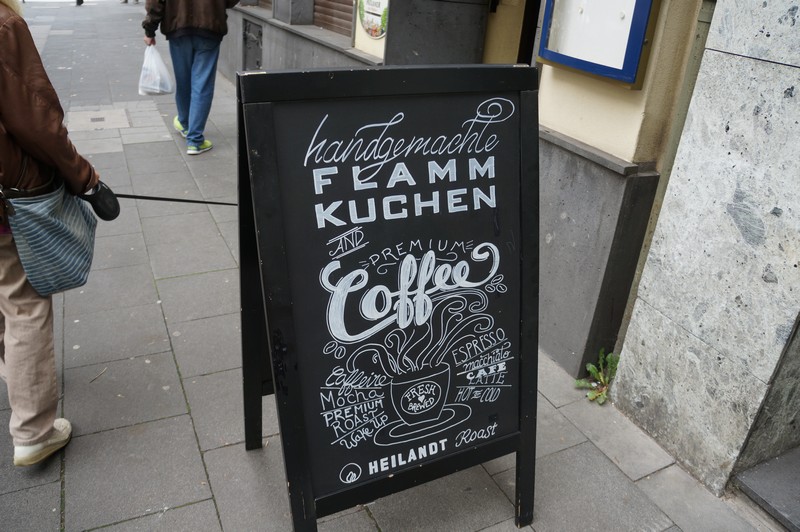 handgemachte
FLAMM
KUCHEN
AND
PREMIUM
Coffee
Caffeine
Mocha
PREMIUM
ROAST
Wake Up
FRESH
BREWED
ESPRESSO
macchiato
CAFE
LATTE
HOT OR COLD
HEILANDT Roast